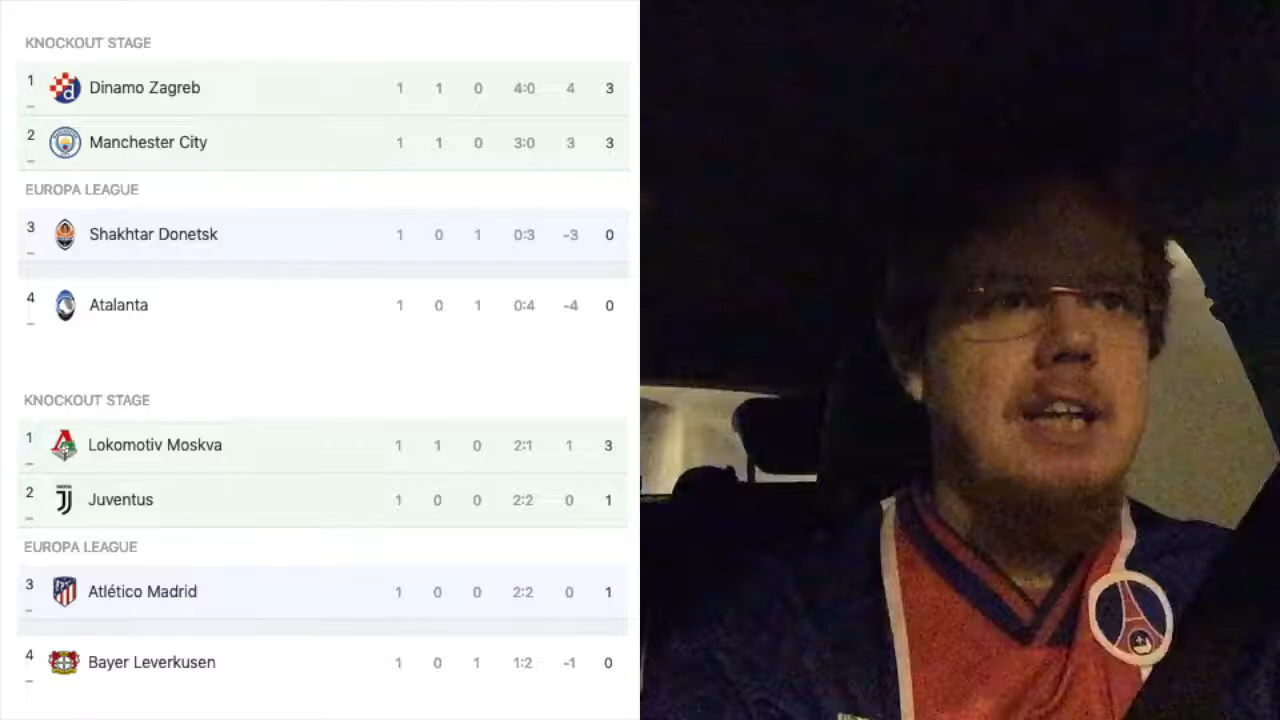 KNOCKOUT STAGE
1 Dinamo Zagreb 1 1 0 4:0 4 3
2 Manchester City 1 1 0 3:0 3 3
EUROPA LEAGUE
3 Shakhtar Donetsk 1 0 1 0:3 -3 0
4 Atalanta 1 0 1 0:4 -4 0
KNOCKOUT STAGE
1 Lokomotiv Moskva 1 1 0 2:1 1 3
2 Juventus 1 0 0 2:2 0 1
EUROPA LEAGUE
3 Atlético Madrid 1 0 0 2:2 0 1
4 Bayer Leverkusen 1 0 1 1:2 -1 0